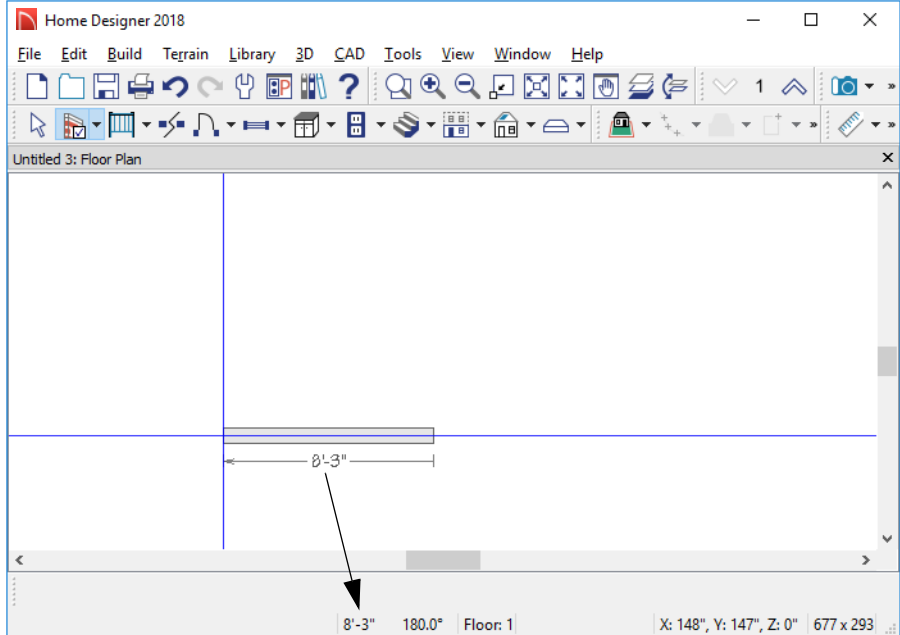 Home Designer 2018
File Edit Build Terrain Library 3D CAD Tools View Window Help
P ? 1 »
» »
Untitled 3: Floor Plan
8'-3"
8'-3" 180.0° Floor: 1 X: 148", Y: 147", Z: 0" 677 x 293